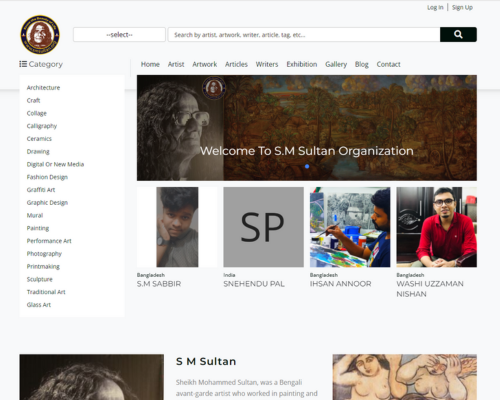 Log In | Sign Up
--select--
Search by artist, artwork, writer, article. tag, etc...
Category
Home Artist Artwork Articles Writers Exhibition Gallery Blog Contact
Architecture
Craft
Collage
Calligraphy
Ceramics
Drawing
Digital Or New Media
Fashion Design
Graffiti Art
Graphic Design
Mural
Painting
Performance Art
Photography
Printmaking
Sculpture
Traditional Art
Glass Art
Welcome To S.M Sultan Organization
SP
Bangladesh
S.M SABBIR
India
SNEHENDU PAL
Bangladesh
IHSAN ANNOOR
Bangladesh
WASHI UZZAMAN
NISHAN
S M Sultan
Sheikh Mohammed Sultan, was a Bengali
avant-garde artist who worked in painting and